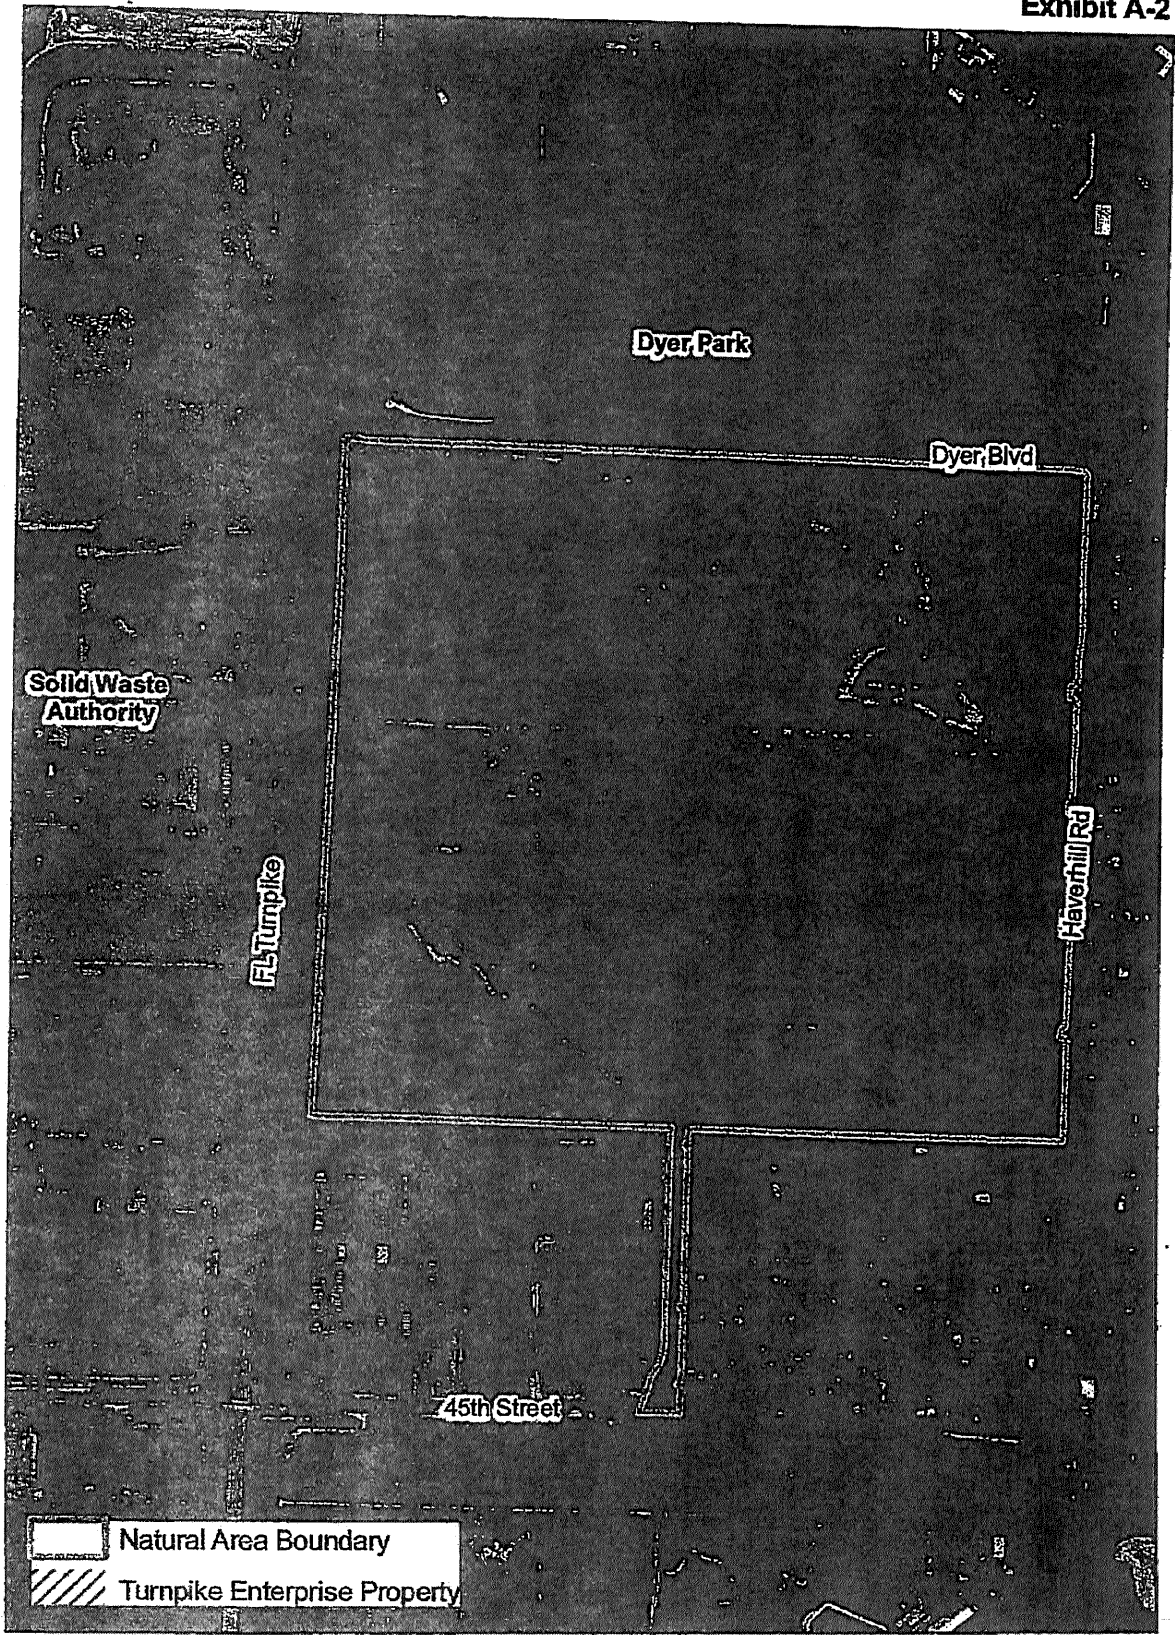 Exhibit A-2
Dyer Park
Dyer Blvd
Solid Waste
Authority
Haverhill Rd
FL Turnpike
45th Street
Natural Area Boundary
Turnpike Enterprise Property